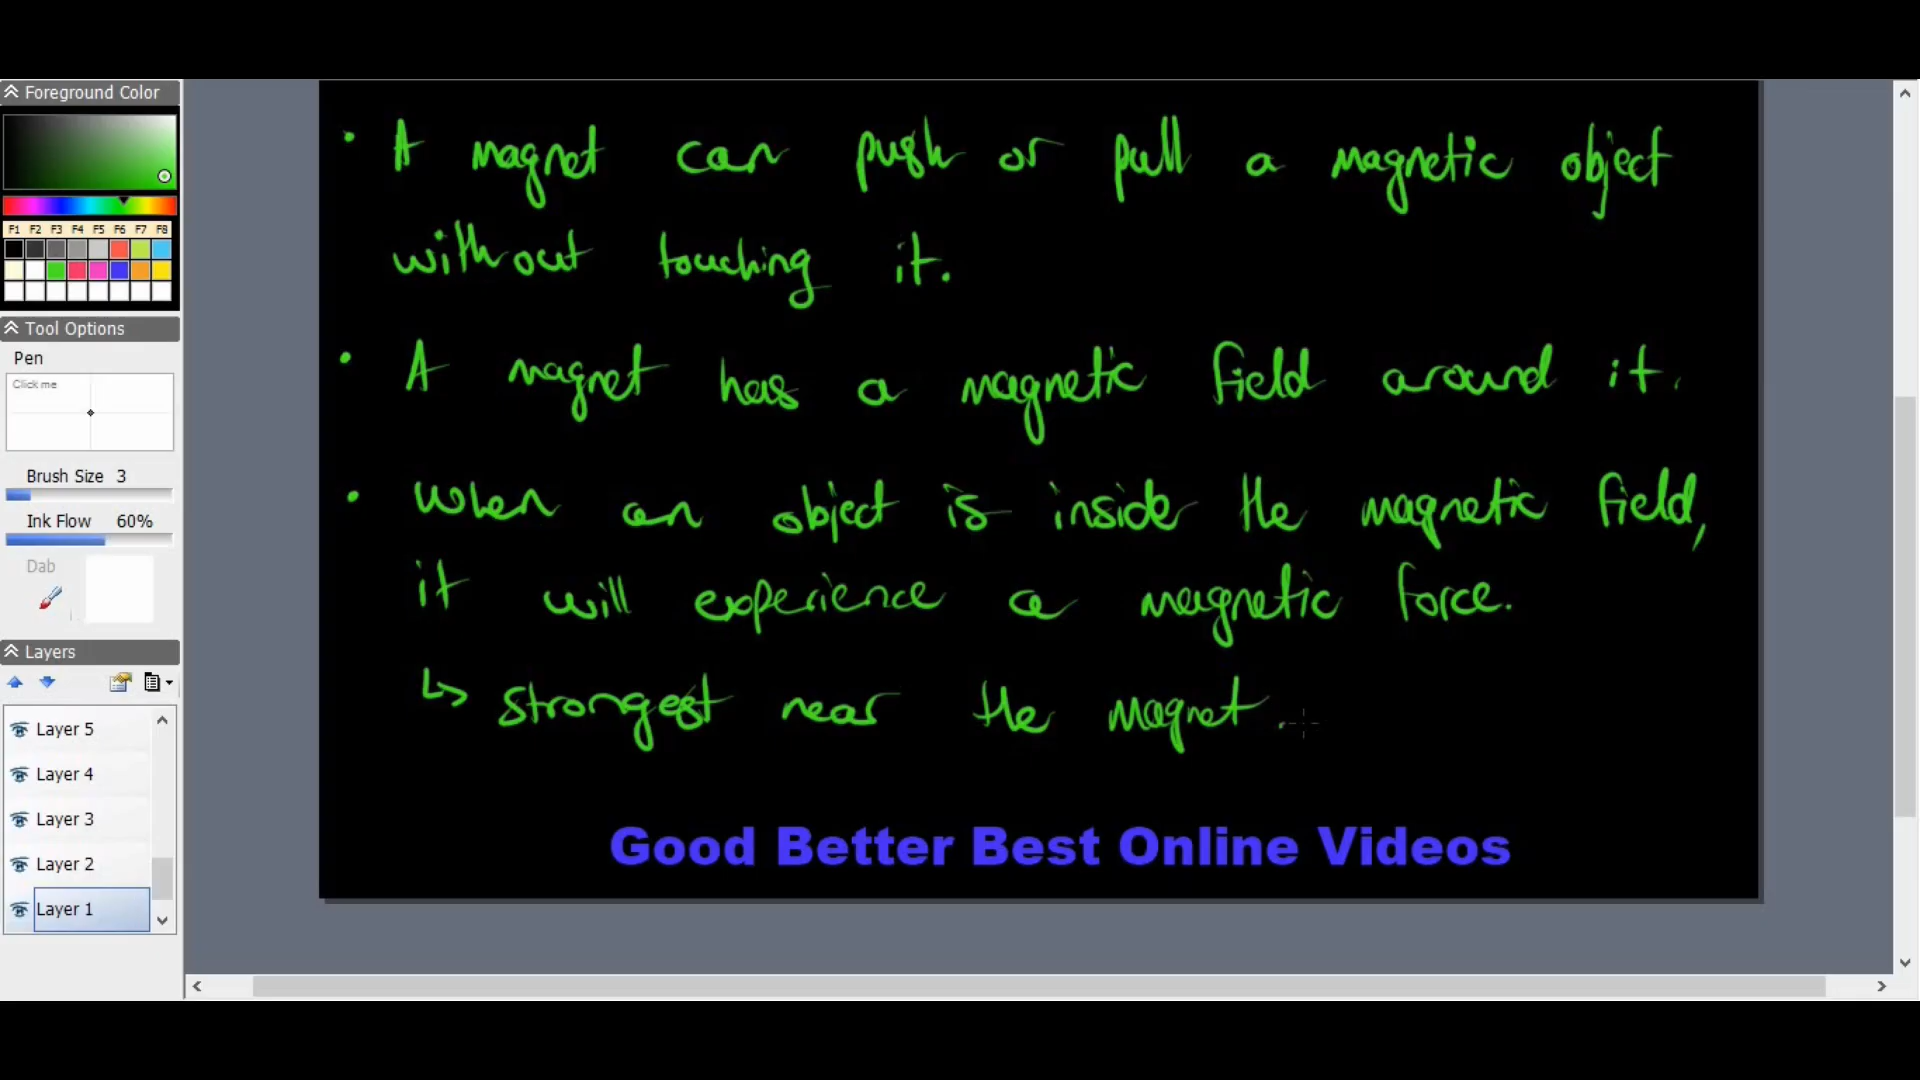 Foreground Color
F1 F2 F3 F4 F5 F6 F7 F8
Tool Options
Pen
Click me
Brush Size 3
Ink Flow 60%
Dab
Layers
Layer 5
Layer 4
Layer 3
Layer 2
Layer 1
• A magnet can push or pull a magnetic object
without touching it.
• A magnet has a magnetic field around it.
• When an object is inside the magnetic field,
it will experience a magnetic force.
↳ strongest near the magnet.
Good Better Best Online Videos